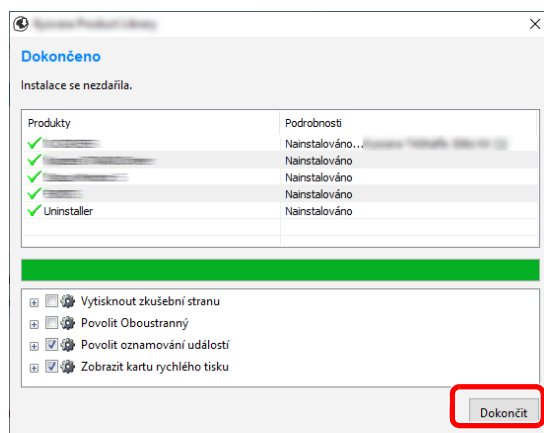 Dokončeno
Instalace se nezdařila.
Produkty Podrobnosti
Nainstalováno...
Nainstalováno
Nainstalováno
Nainstalováno
Uninstaller Nainstalováno
Vytisknout zkušební stranu
Povolit Oboustranný
Povolit oznamování událostí
Zobrazit kartu rychlého tisku
Dokončit